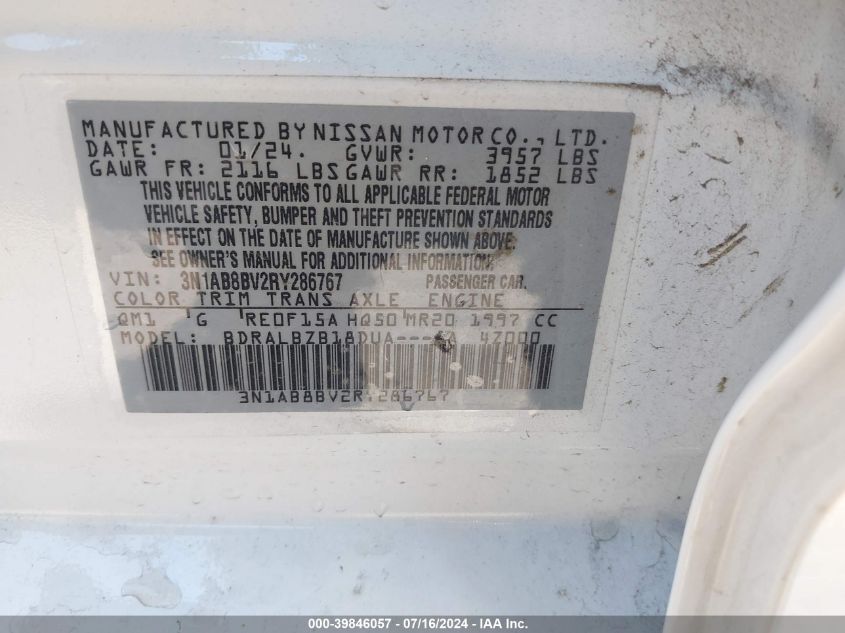 MANUFACTURED BY NISSAN MOTOR CO., LTD.
DATE: 01/24. GVWR: 3957 LBS
GAWR FR: 2116 LBS GAWR RR: 1852 LBS
THIS VEHICLE CONFORMS TO ALL APPLICABLE FEDERAL MOTOR
VEHICLE SAFETY, BUMPER AND THEFT PREVENTION STANDARDS
IN EFFECT ON THE DATE OF MANUFACTURE SHOWN ABOVE.
SEE OWNER'S MANUAL FOR ADDITIONAL INFORMATION.
VIN: 3N1AB8BV2RY286767 PASSENGER CAR.
COLOR TRIM TRANS AXLE ENGINE
QM1 G RE0F15A HQ50 MR20 1997 CC
MODEL: BDRALBZB18DUA---- 4Z000
3N1AB8BV2RY286767
000-39846057 - 07/16/2024 - IAA Inc.